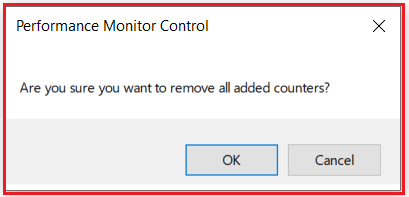 Performance Monitor Control
Are you sure you want to remove all added counters?
OK
Cancel